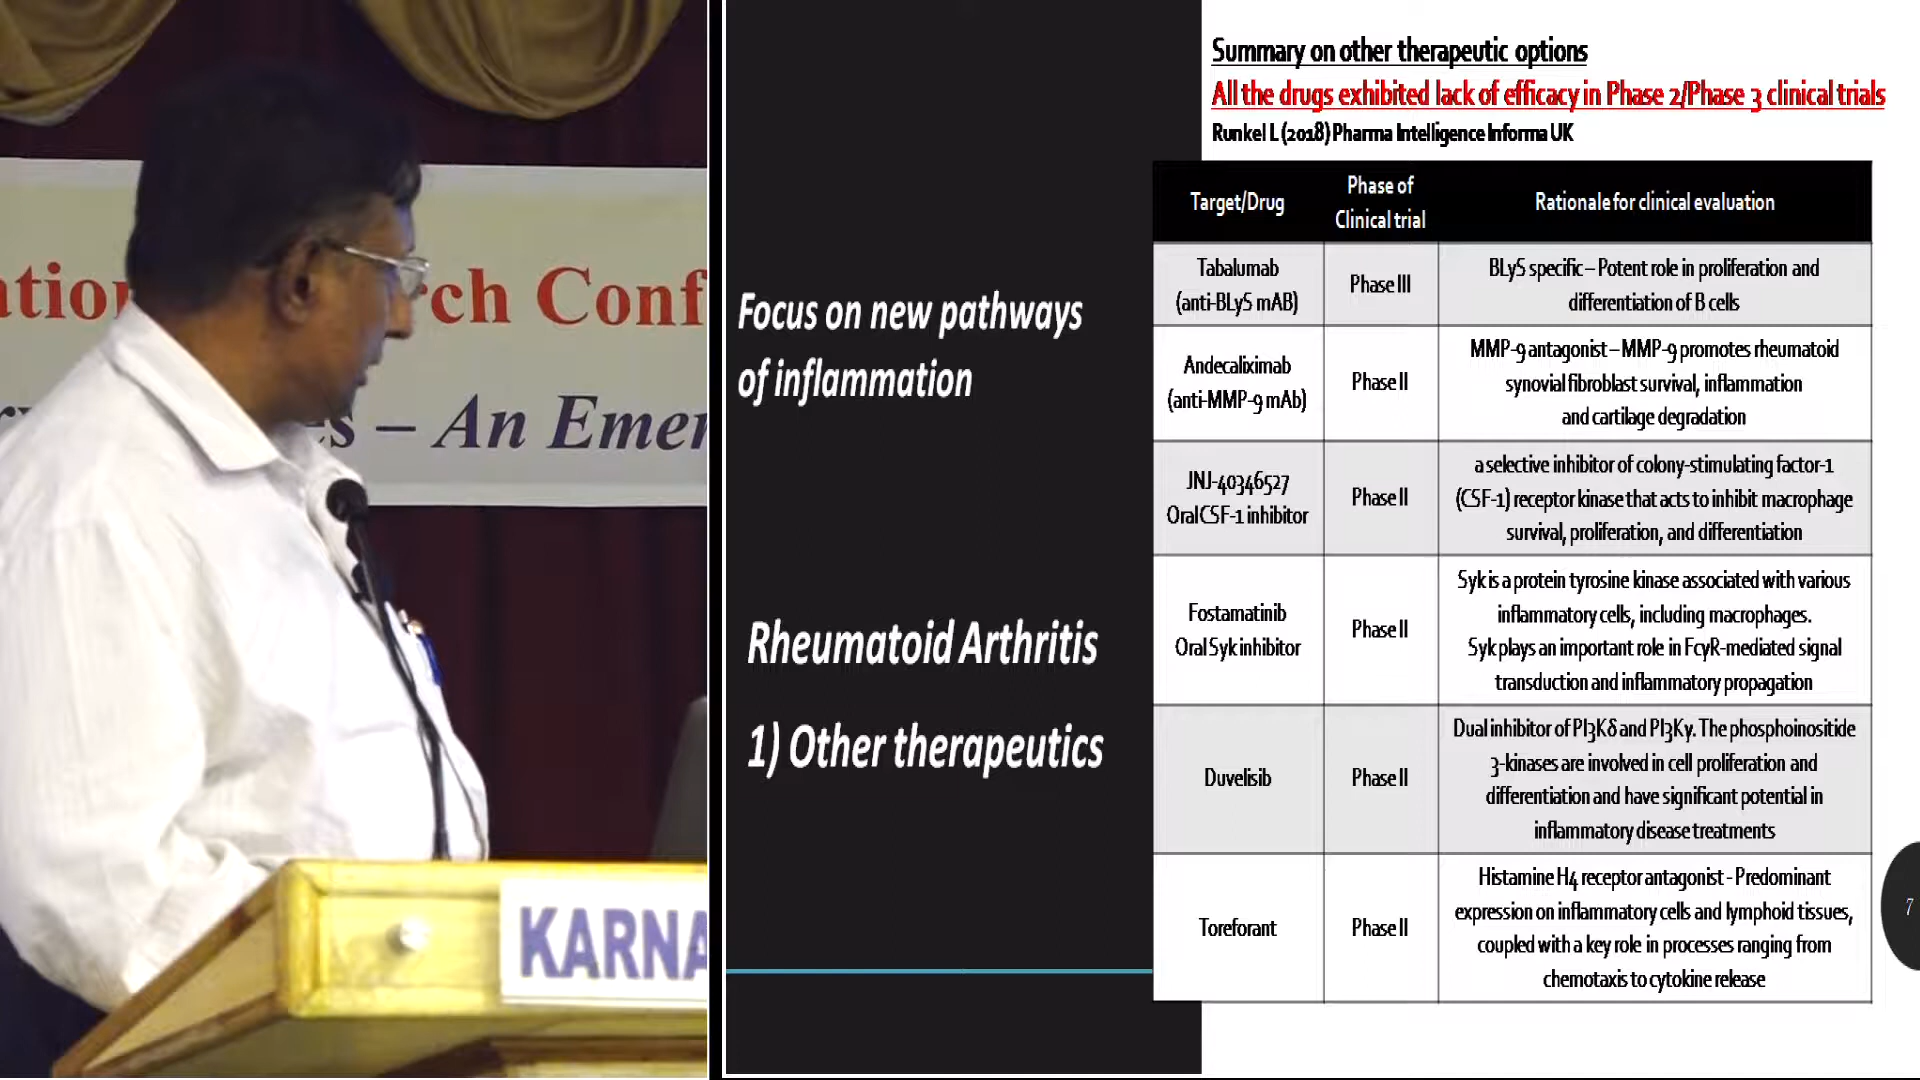 ation
rch Conf
es – An Emer
KARNA
Focus on new pathways
of inflammation
Rheumatoid Arthritis
1) Other therapeutics
Summary on other therapeutic options
All the drugs exhibited lack of efficacy in Phase 2/Phase 3 clinical trials
Runkel L (2018) Pharma Intelligence Informa UK
Target/Drug
Phase of
Clinical trial
Rationale for clinical evaluation
Tabalumab
(anti-BLyS mAB)
Phase III
BLyS specific – Potent role in proliferation and
differentiation of B cells
Andecaliximab
(anti-MMP-9 mAb)
Phase II
MMP-9 antagonist – MMP-9 promotes rheumatoid
synovial fibroblast survival, inflammation
and cartilage degradation
JNJ-40346527
Oral CSF-1 inhibitor
Phase II
a selective inhibitor of colony-stimulating factor-1
(CSF-1) receptor kinase that acts to inhibit macrophage
survival, proliferation, and differentiation
Fostamatinib
Oral Syk inhibitor
Phase II
Syk is a protein tyrosine kinase associated with various
inflammatory cells, including macrophages.
Syk plays an important role in FcγR-mediated signal
transduction and inflammatory propagation
Duvelisib
Phase II
Dual inhibitor of PI3Kδ and PI3Kγ. The phosphoinositide
3-kinases are involved in cell proliferation and
differentiation and have significant potential in
inflammatory disease treatments
Toreforant
Phase II
Histamine H4 receptor antagonist - Predominant
expression on inflammatory cells and lymphoid tissues,
coupled with a key role in processes ranging from
chemotaxis to cytokine release
7